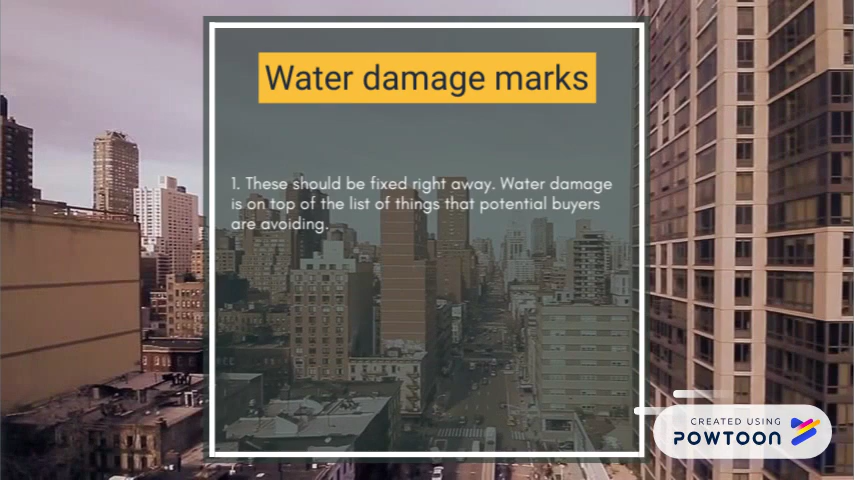 Water damage marks
1. These should be fixed right away. Water damage
is on top of the list of things that potential buyers
are avoiding.
CREATED USING
POWTOON